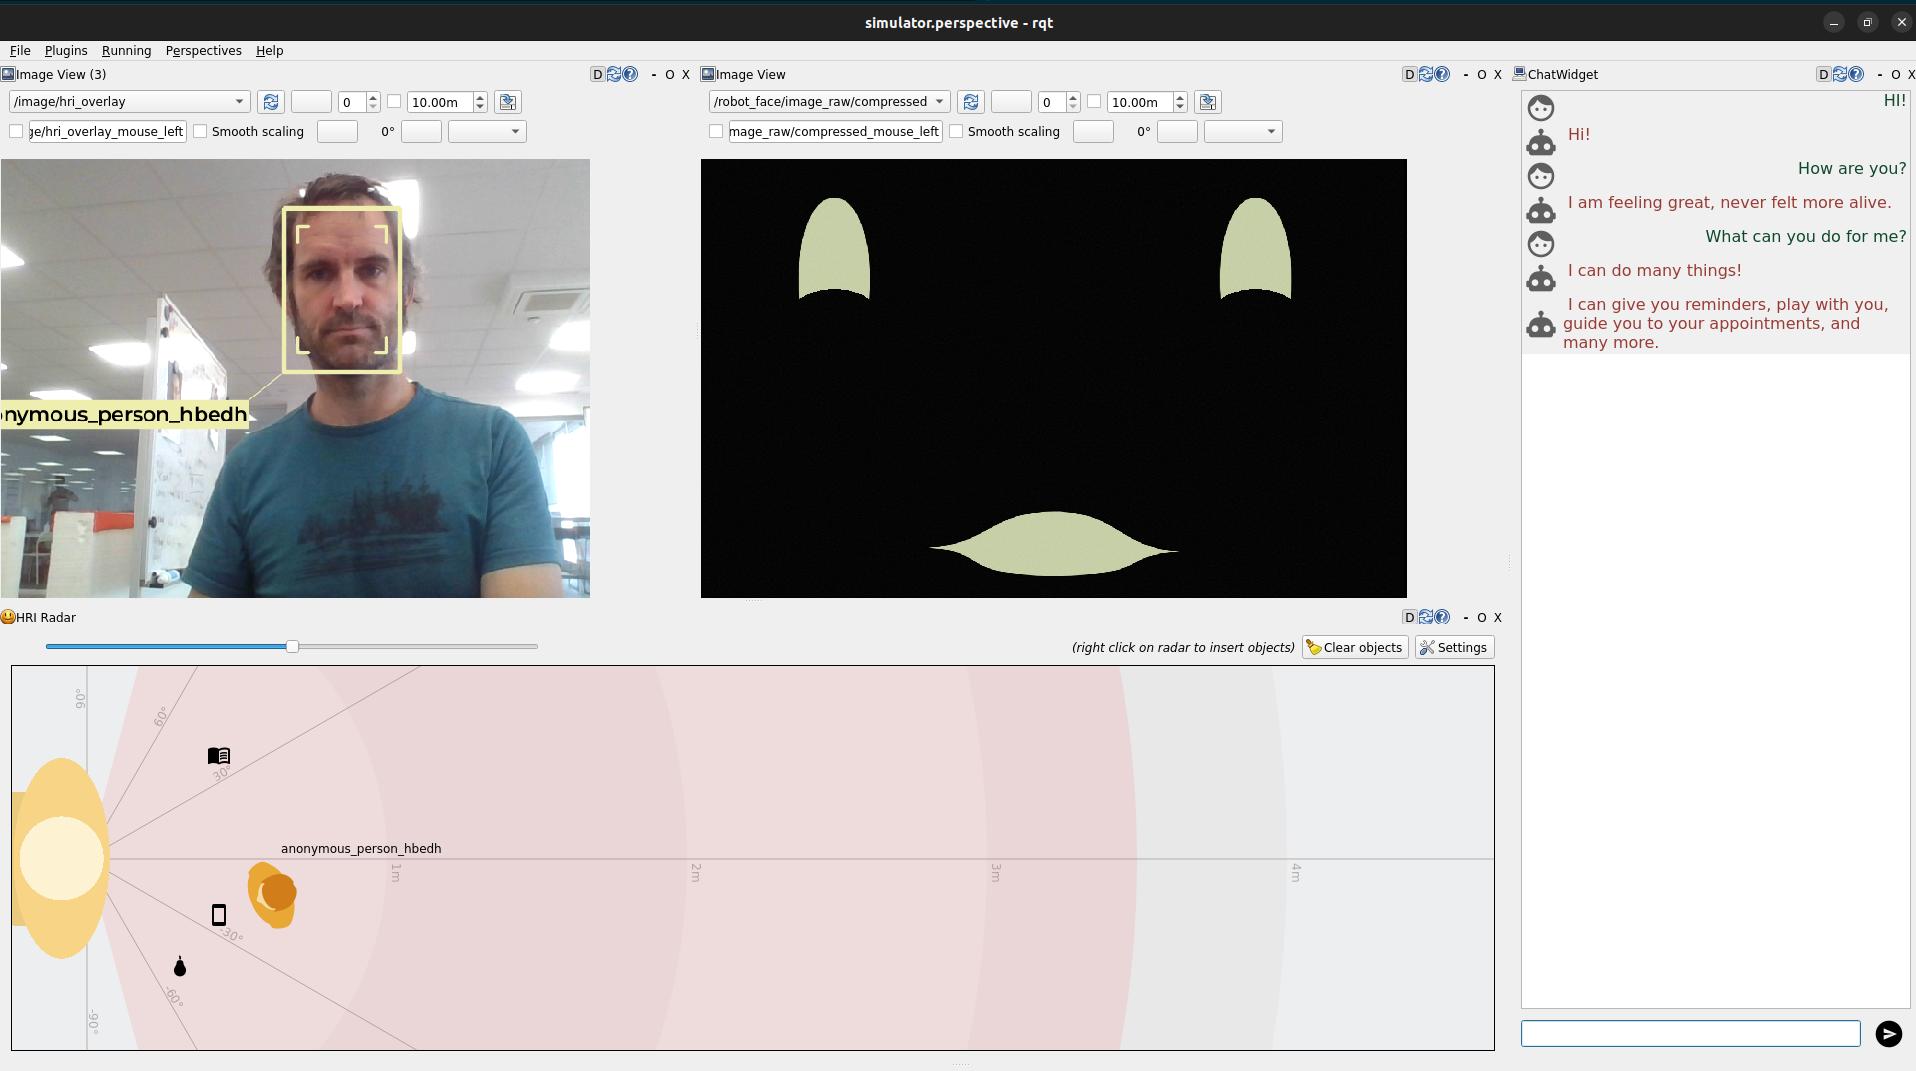 simulator.perspective - rqt
File Plugins Running Perspectives Help
Image View (3)
D - O X
/image/hri_overlay
0
10.00m
ge/hri_overlay_mouse_left
Smooth scaling
0°
onymous_person_hbedh
Image View
D - O X
/robot_face/image_raw/compressed
0
10.00m
mage_raw/compressed_mouse_left
Smooth scaling
0°
HRI Radar
D - O X
(right click on radar to insert objects)
Clear objects
Settings
90°
60°
30°
anonymous_person_hbedh
1m
2m
3m
4m
-30°
-60°
-90°
ChatWidget
D - O X
HI!
Hi!
How are you?
I am feeling great, never felt more alive.
What can you do for me?
I can do many things!
I can give you reminders, play with you,
guide you to your appointments, and
many more.